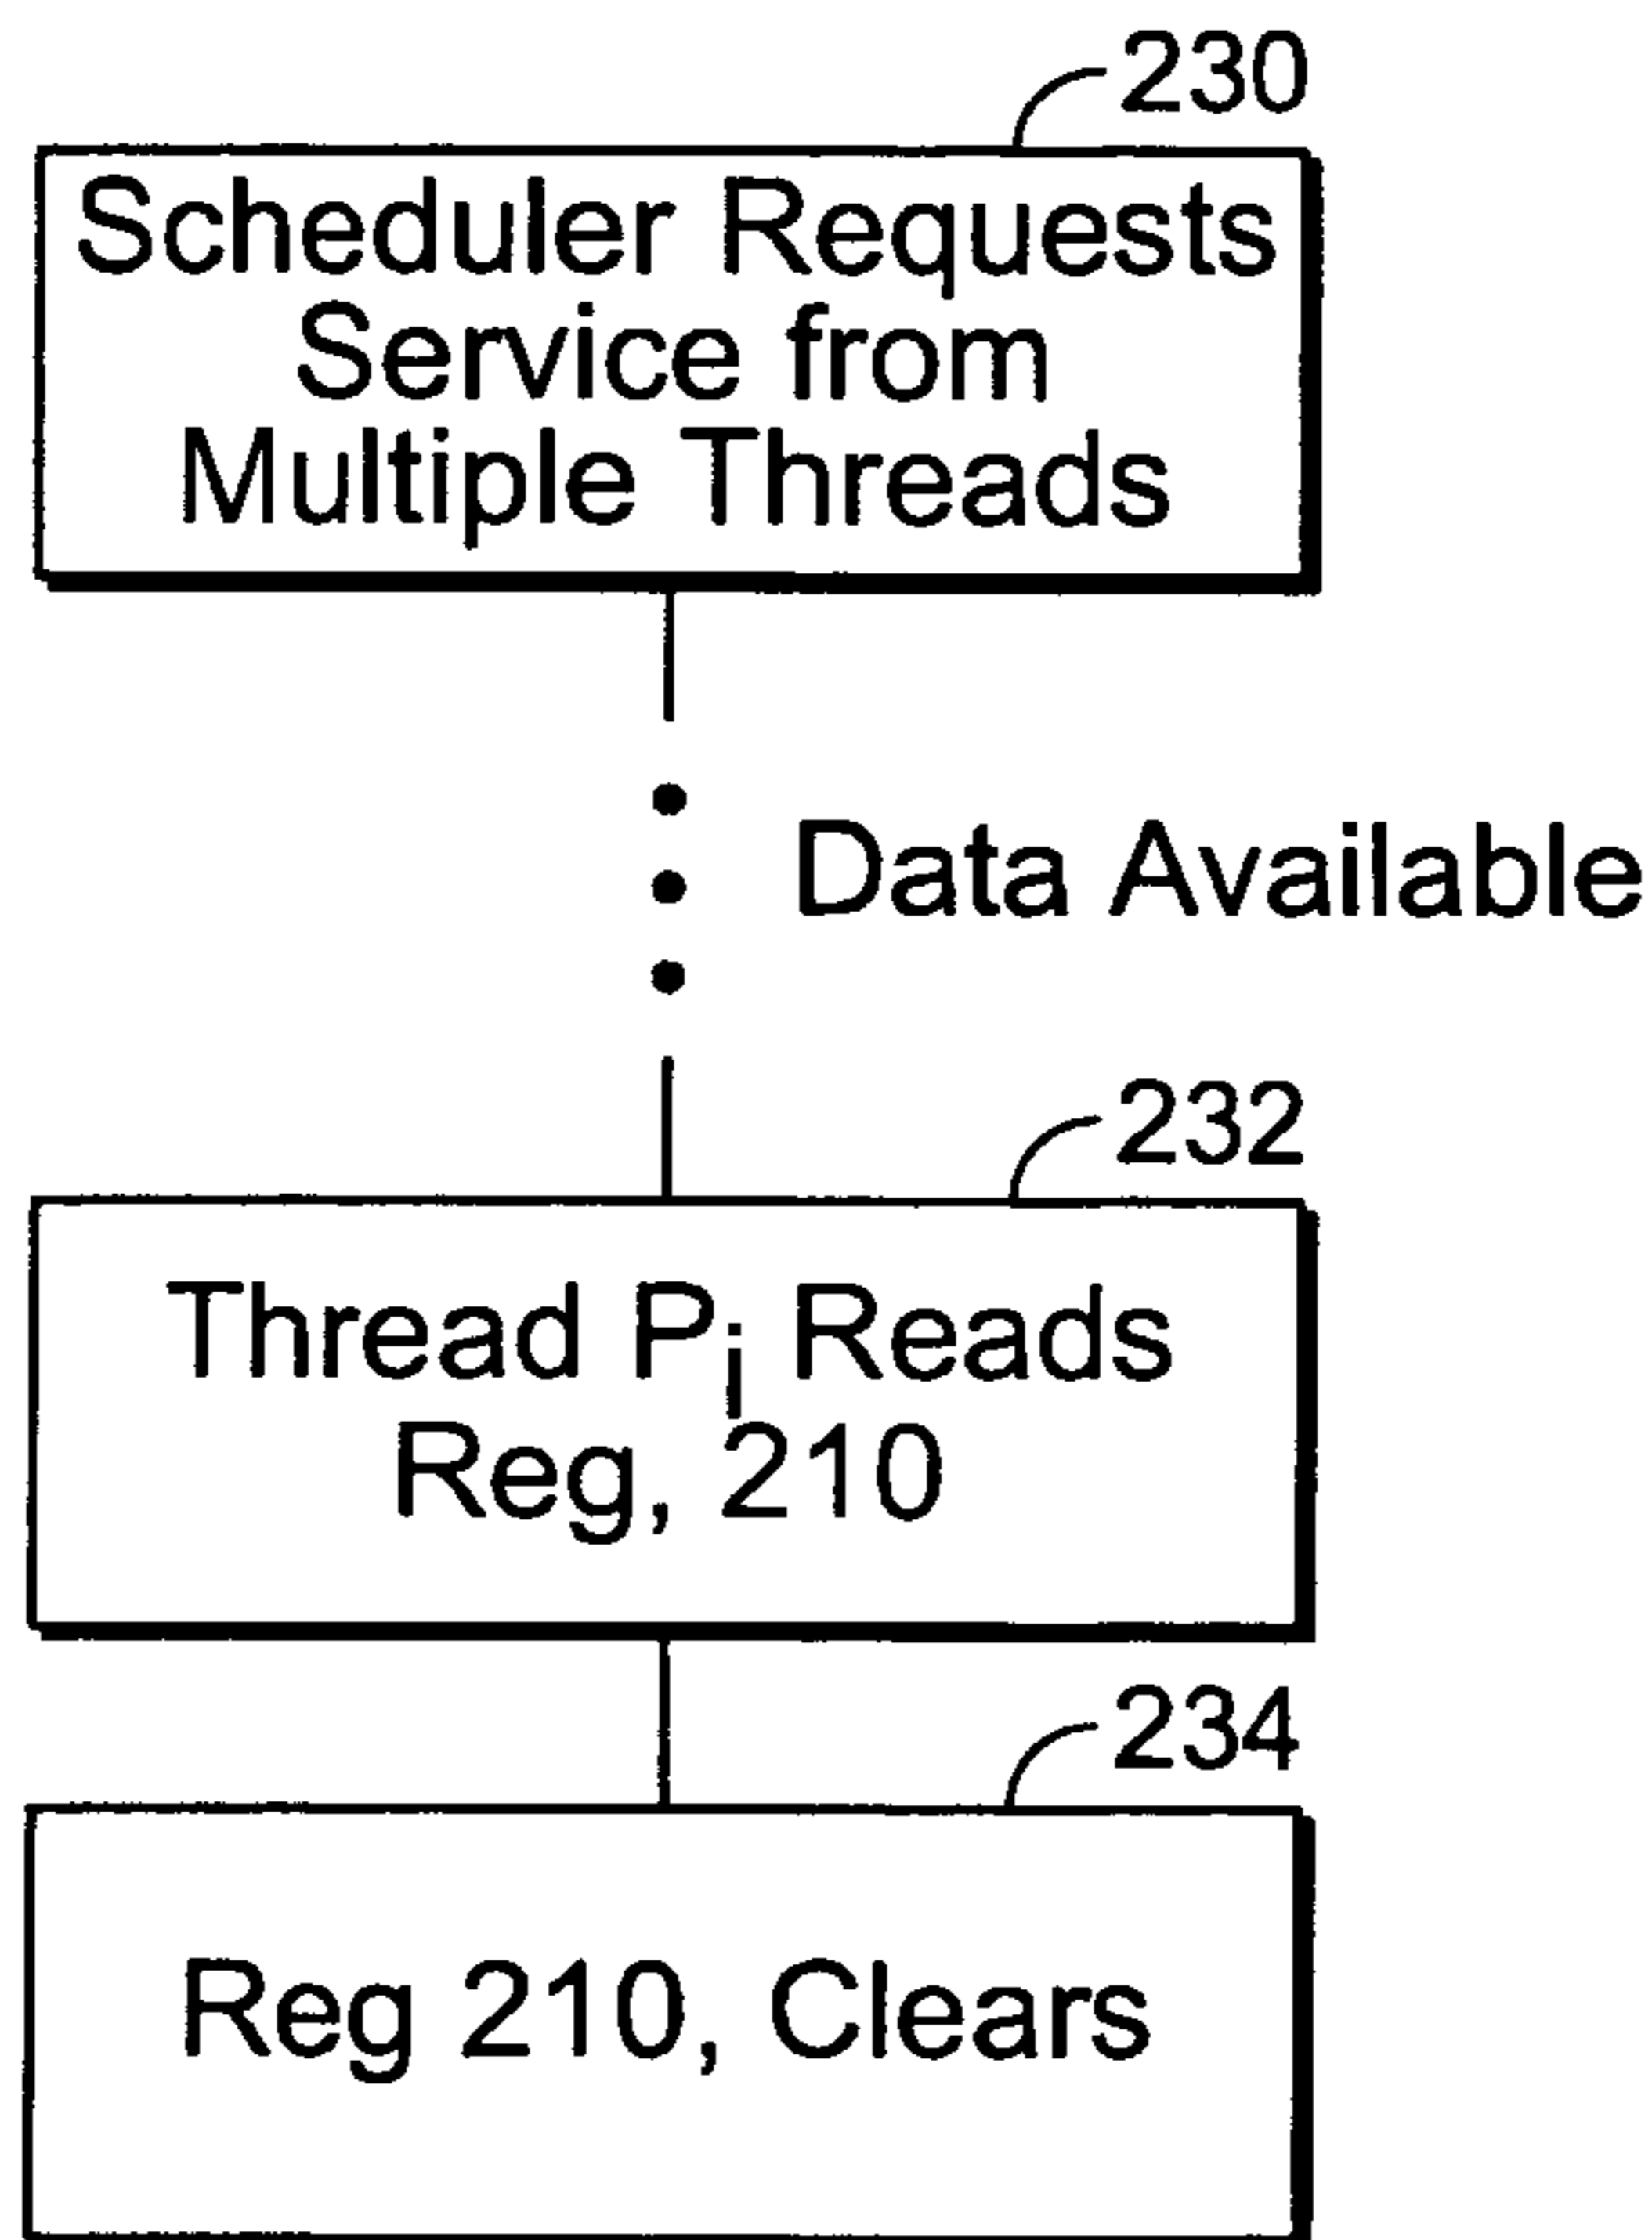 230
Scheduler Requests
Service from
Multiple Threads
Data Available
232
Thread Pi Reads
Reg, 210
234
Reg 210, Clears